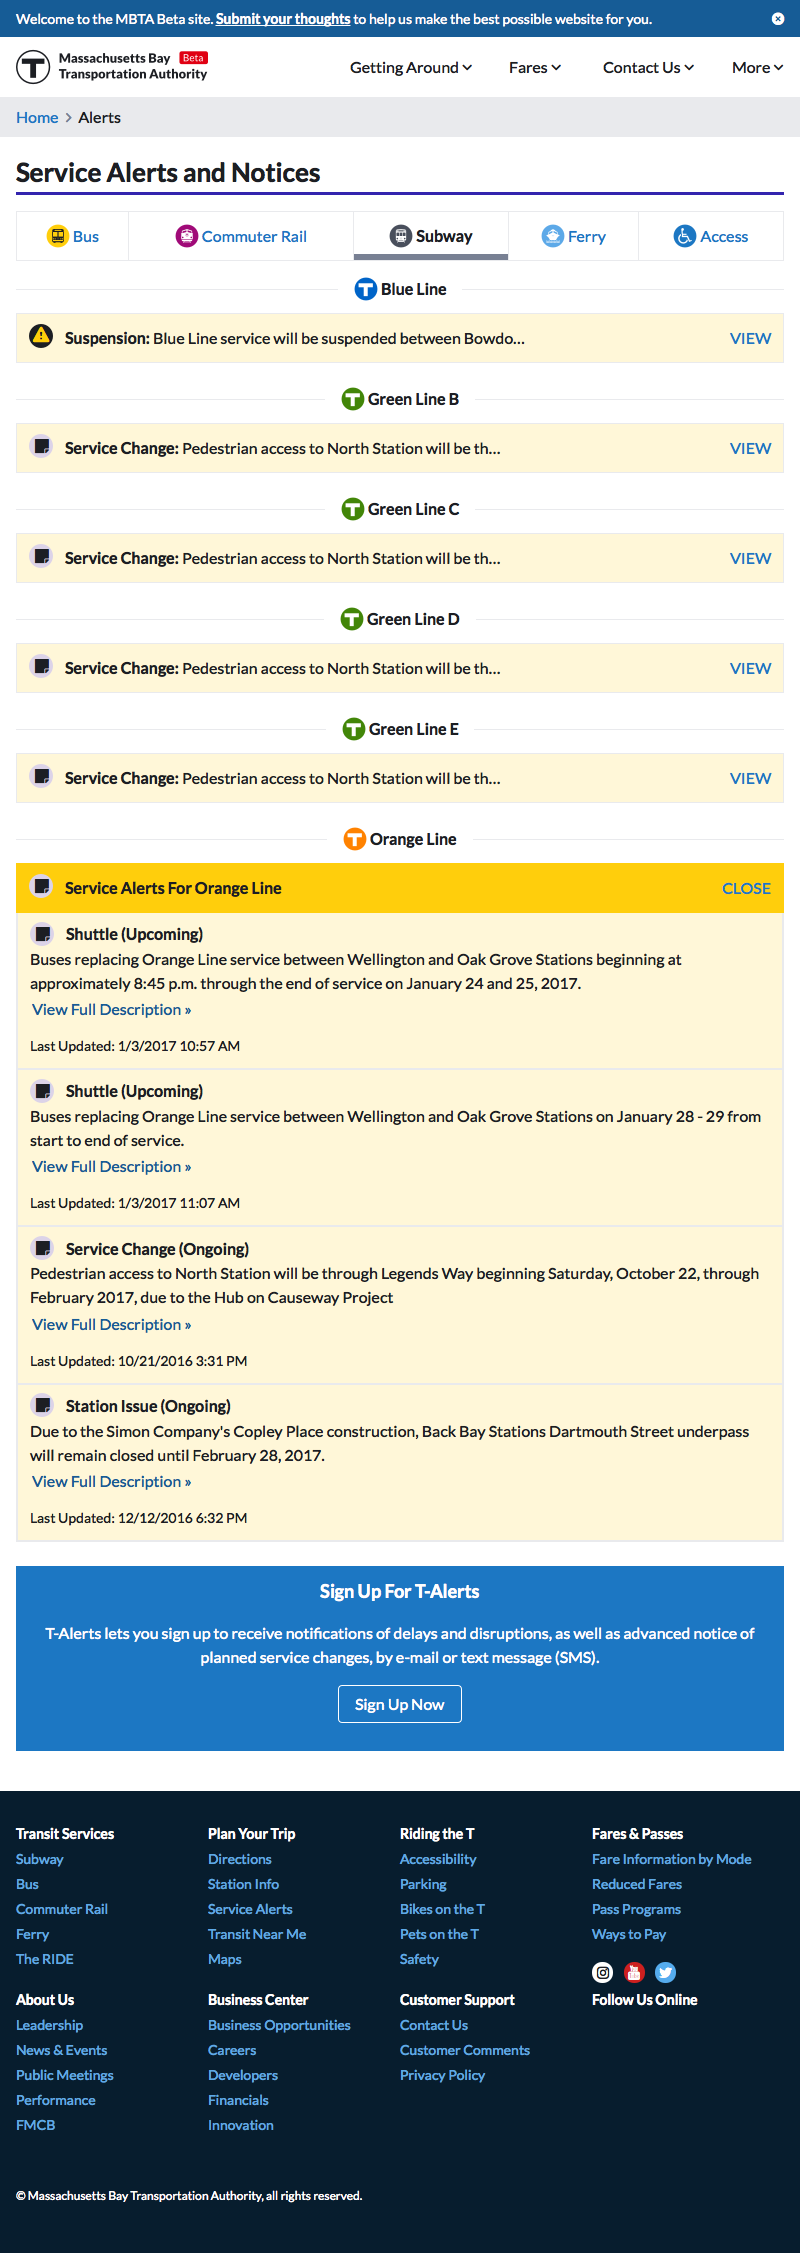 Welcome to the MBTA Beta site. Submit your thoughts to help us make the best possible website for you.
Massachusetts Bay Beta
Transportation Authority
Getting Around Fares Contact Us More
Home > Alerts
Service Alerts and Notices
Bus Commuter Rail Subway Ferry Access
T Blue Line
Suspension: Blue Line service will be suspended between Bowdo... VIEW
T Green Line B
Service Change: Pedestrian access to North Station will be th... VIEW
T Green Line C
Service Change: Pedestrian access to North Station will be th... VIEW
T Green Line D
Service Change: Pedestrian access to North Station will be th... VIEW
T Green Line E
Service Change: Pedestrian access to North Station will be th... VIEW
T Orange Line
Service Alerts For Orange Line CLOSE
Shuttle (Upcoming)
Buses replacing Orange Line service between Wellington and Oak Grove Stations beginning at
approximately 8:45 p.m. through the end of service on January 24 and 25, 2017.
View Full Description »
Last Updated: 1/3/2017 10:57 AM
Shuttle (Upcoming)
Buses replacing Orange Line service between Wellington and Oak Grove Stations on January 28 - 29 from
start to end of service.
View Full Description »
Last Updated: 1/3/2017 11:07 AM
Service Change (Ongoing)
Pedestrian access to North Station will be through Legends Way beginning Saturday, October 22, through
February 2017, due to the Hub on Causeway Project
View Full Description »
Last Updated: 10/21/2016 3:31 PM
Station Issue (Ongoing)
Due to the Simon Company's Copley Place construction, Back Bay Stations Dartmouth Street underpass
will remain closed until February 28, 2017.
View Full Description »
Last Updated: 12/12/2016 6:32 PM
Sign Up For T-Alerts
T-Alerts lets you sign up to receive notifications of delays and disruptions, as well as advanced notice of
planned service changes, by e-mail or text message (SMS).
Sign Up Now
Transit Services
Subway
Bus
Commuter Rail
Ferry
The RIDE
Plan Your Trip
Directions
Station Info
Service Alerts
Transit Near Me
Maps
Riding the T
Accessibility
Parking
Bikes on the T
Pets on the T
Safety
Fares & Passes
Fare Information by Mode
Reduced Fares
Pass Programs
Ways to Pay
About Us
Leadership
News & Events
Public Meetings
Performance
FMCB
Business Center
Business Opportunities
Careers
Developers
Financials
Innovation
Customer Support
Contact Us
Customer Comments
Privacy Policy
Follow Us Online
© Massachusetts Bay Transportation Authority, all rights reserved.